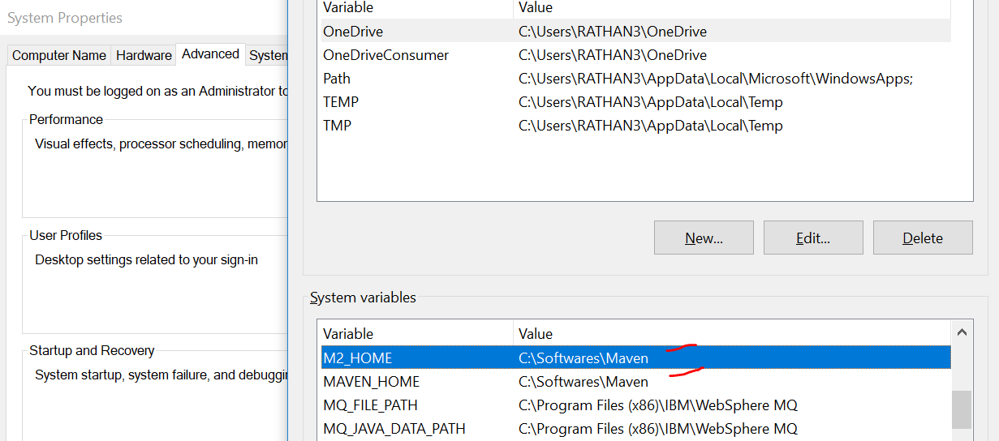 System Properties
Computer Name Hardware Advanced System
You must be logged on as an Administrator to
Performance
Visual effects, processor scheduling, memor
User Profiles
Desktop settings related to your sign-in
Startup and Recovery
System startup, system failure, and debuggin
Variable Value
OneDrive C:\Users\RATHAN3\OneDrive
OneDriveConsumer C:\Users\RATHAN3\OneDrive
Path C:\Users\RATHAN3\AppData\Local\Microsoft\WindowsApps;
TEMP C:\Users\RATHAN3\AppData\Local\Temp
TMP C:\Users\RATHAN3\AppData\Local\Temp
New... Edit... Delete
System variables
Variable Value
M2_HOME C:\Softwares\Maven
MAVEN_HOME C:\Softwares\Maven
MQ_FILE_PATH C:\Program Files (x86)\IBM\WebSphere MQ
MQ_JAVA_DATA_PATH C:\Program Files (x86)\IBM\WebSphere MQ